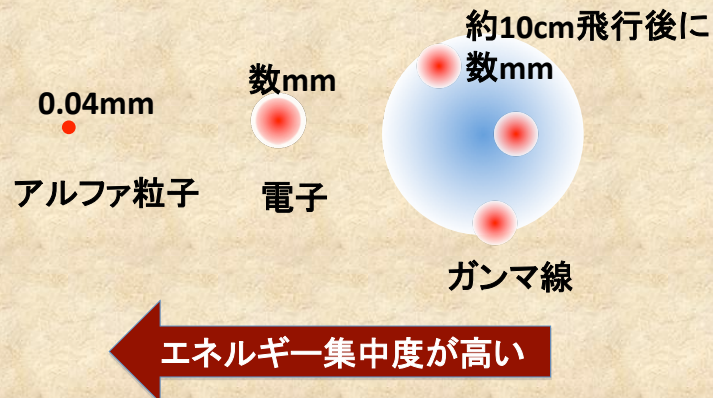 約10cm飛行後に
数mm
数mm
0.04mm
アルファ粒子
電子
ガンマ線
エネルギー集中度が高い